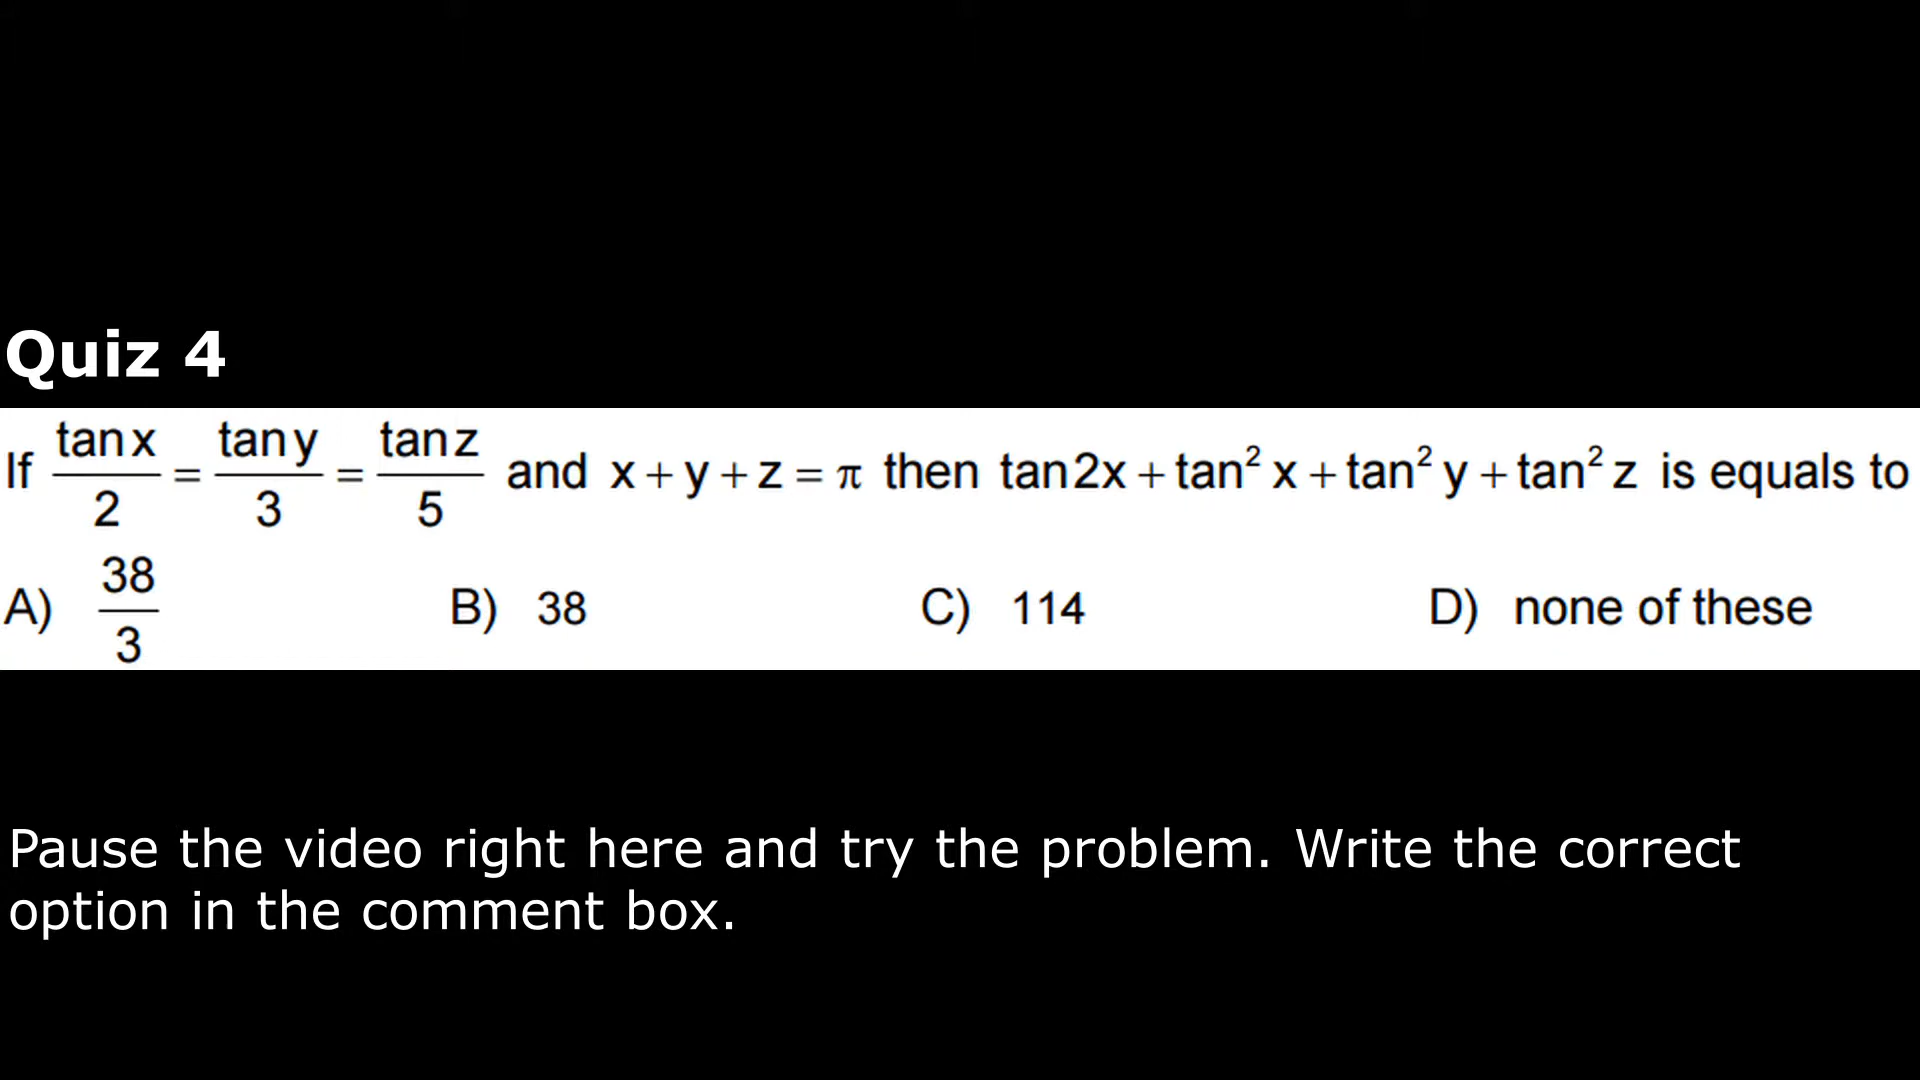 Quiz 4
If tan x/2 = tan y/3 = tan z/5 and x + y + z = π then tan 2x + tan² x + tan² y + tan² z is equals to
A) 38/3 B) 38 C) 114 D) none of these
Pause the video right here and try the problem. Write the correct
option in the comment box.